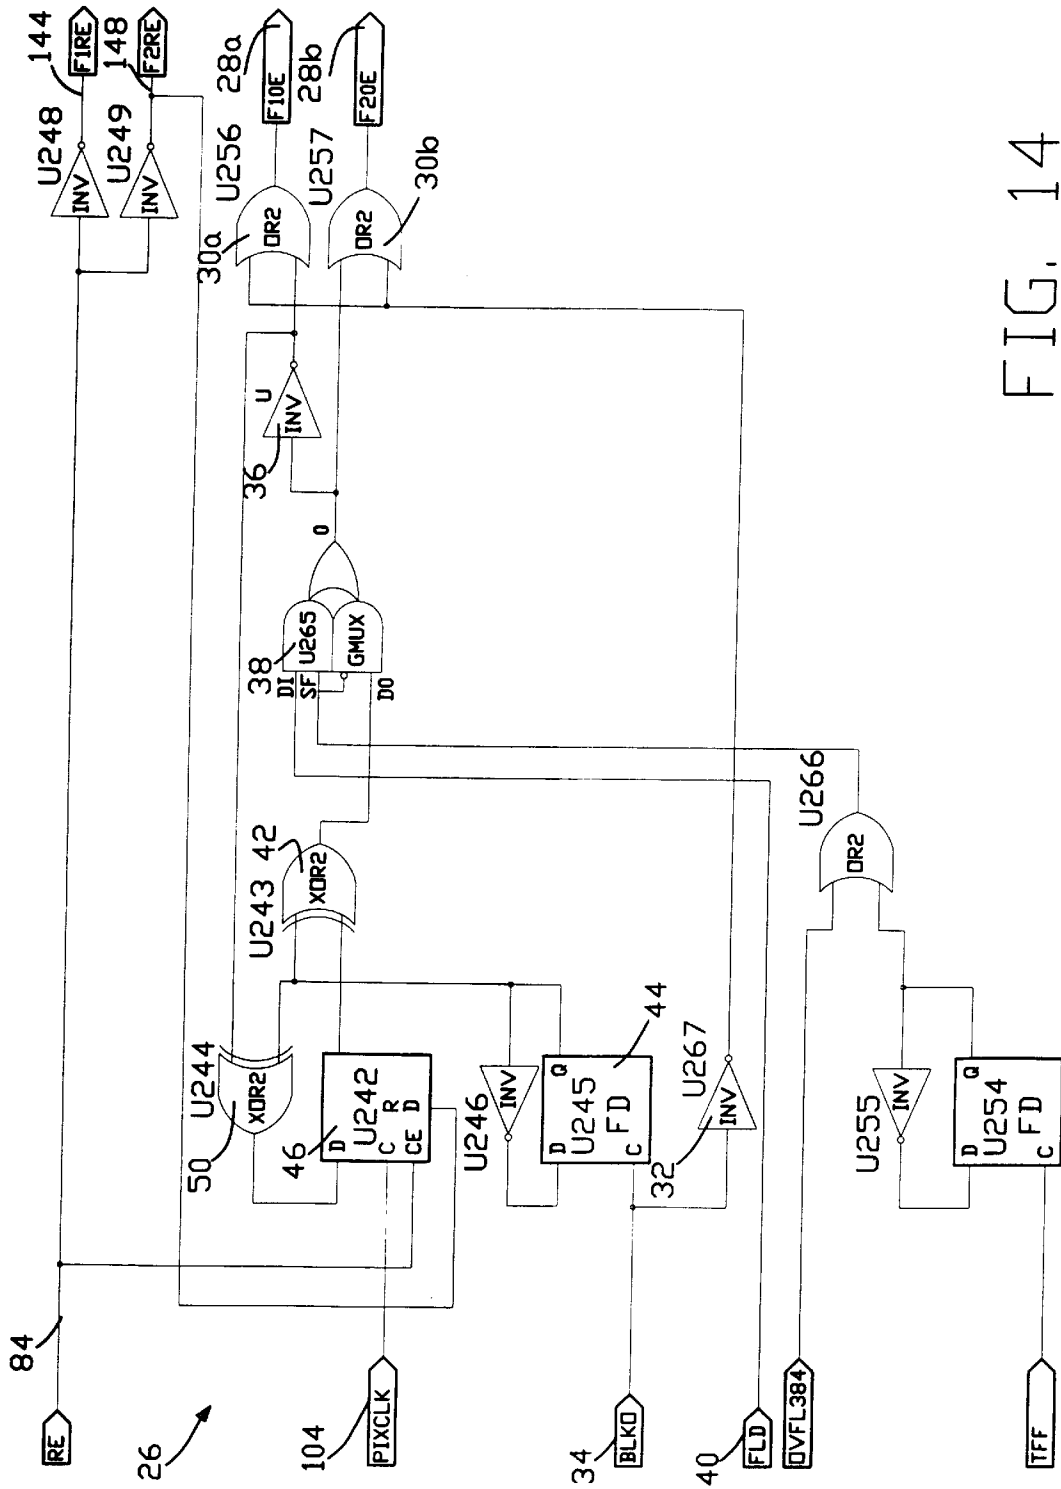 84
RE
144
U248
INV
F1RE
148
U249
INV
F2RE
26
50
U244
XOR2
30a
U256
OR2
28a
F1OE
46
U242
D
C
CE
R
D
104
PIXCLK
U243
42
XOR2
38
DI
SF
DO
U265
GMUX
O
36
U
INV
U257
OR2
30b
28b
F2OE
U246
INV
D
Q
U245
FD
C
44
34
BLKO
32
U267
INV
40
FLD
OVFL384
U266
OR2
U255
INV
D
Q
U254
FD
C
TFF
FIG. 14